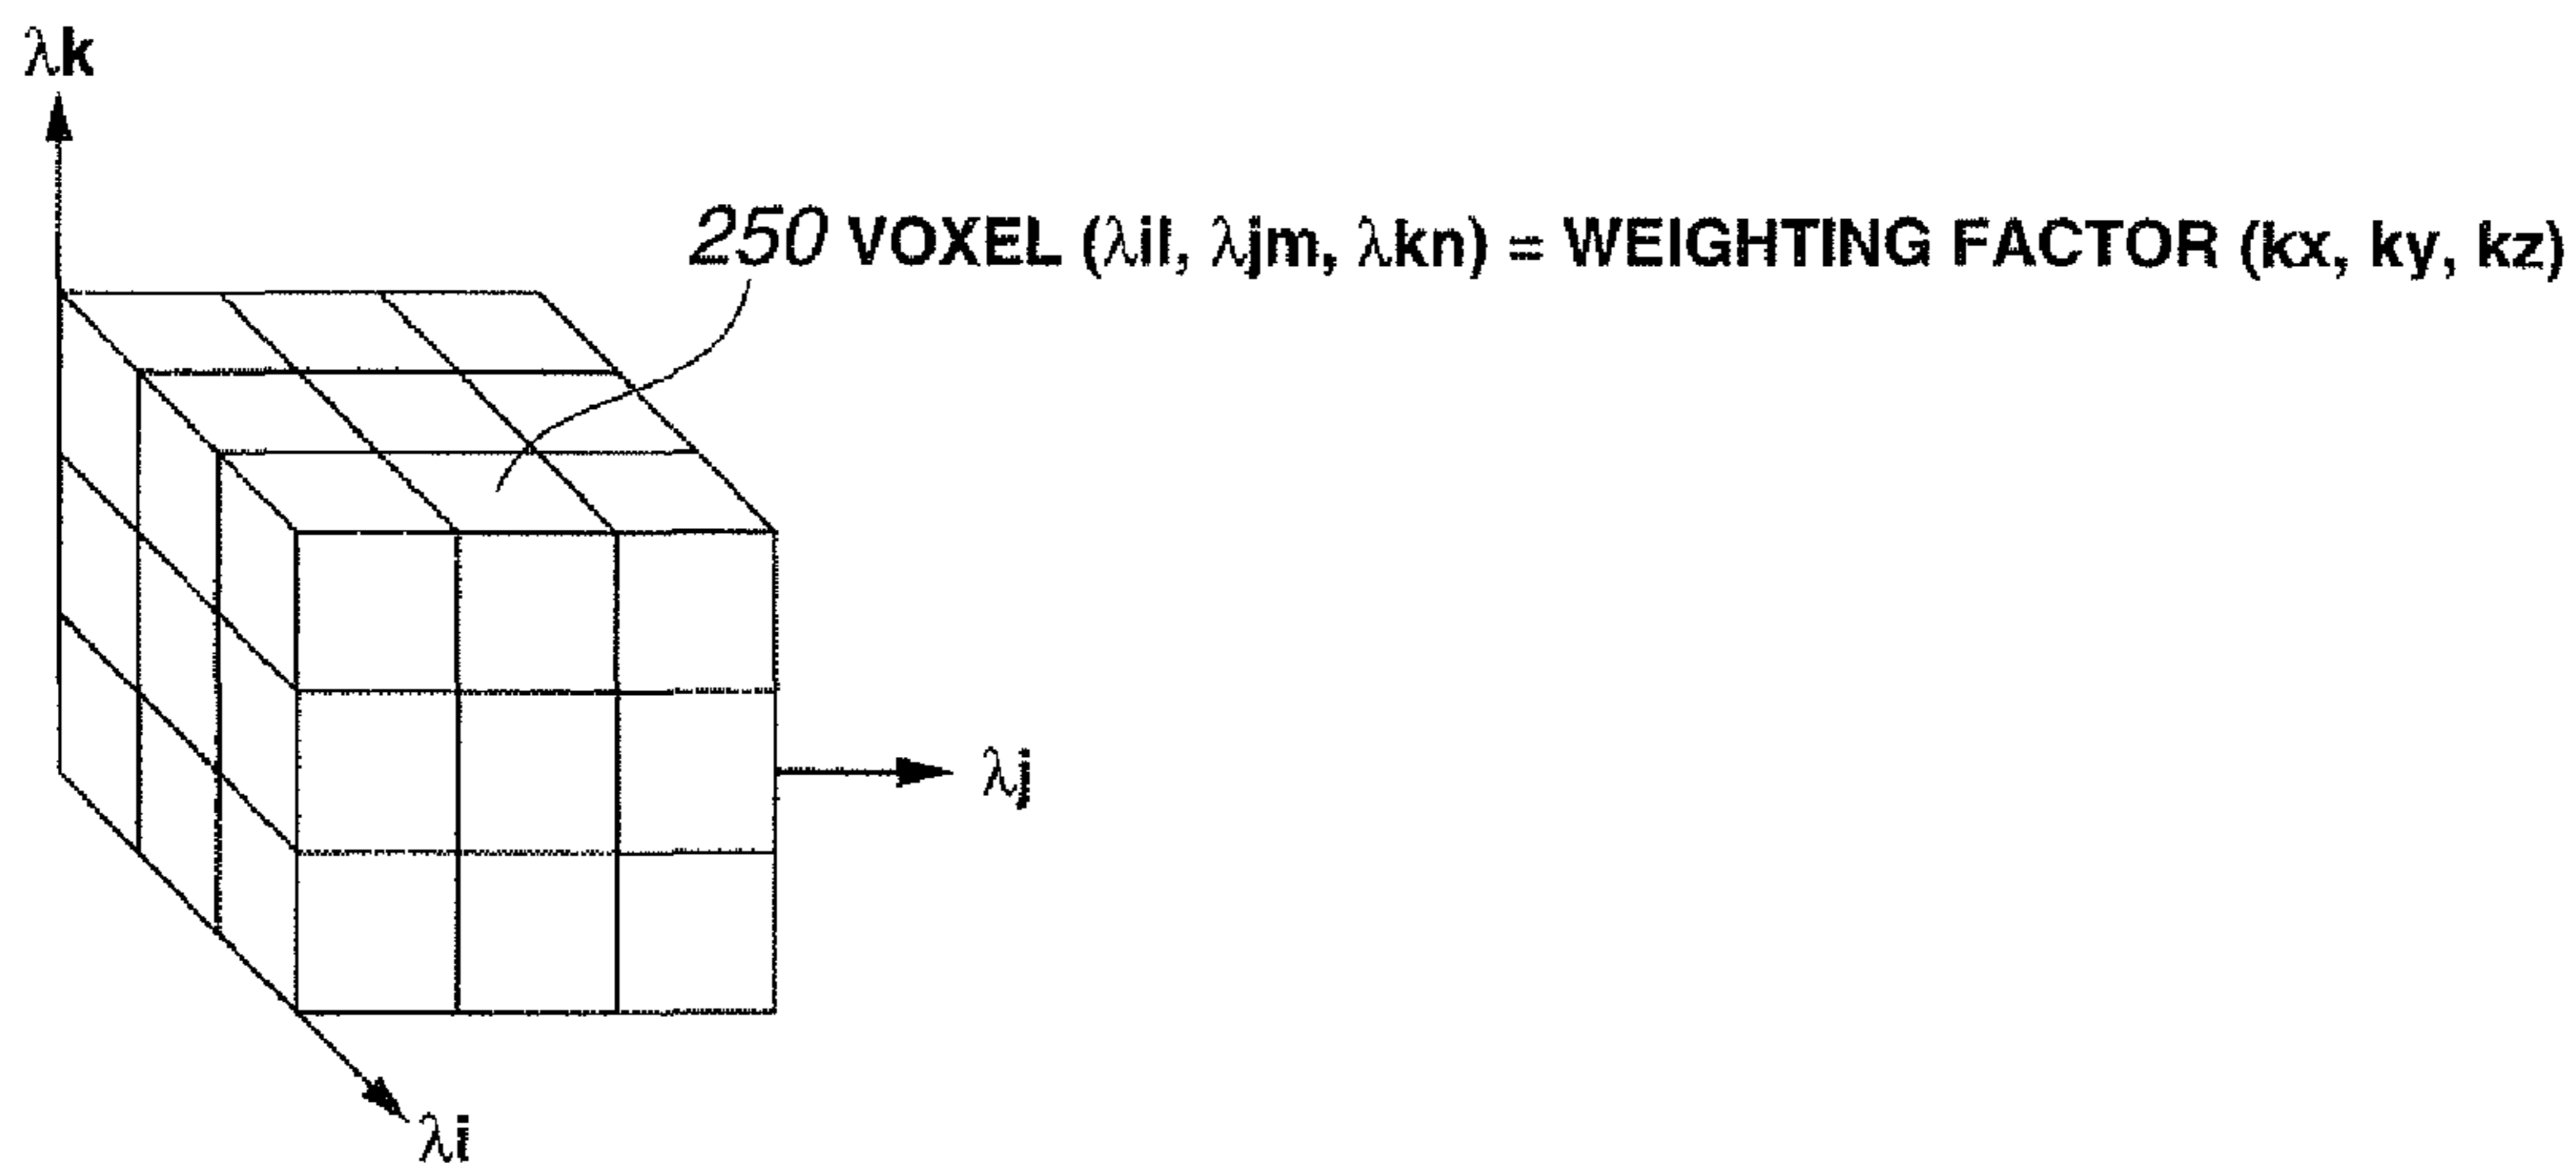 λk
250 VOXEL (λil, λjm, λkn) = WEIGHTING FACTOR (kx, ky, kz)
λj
λi